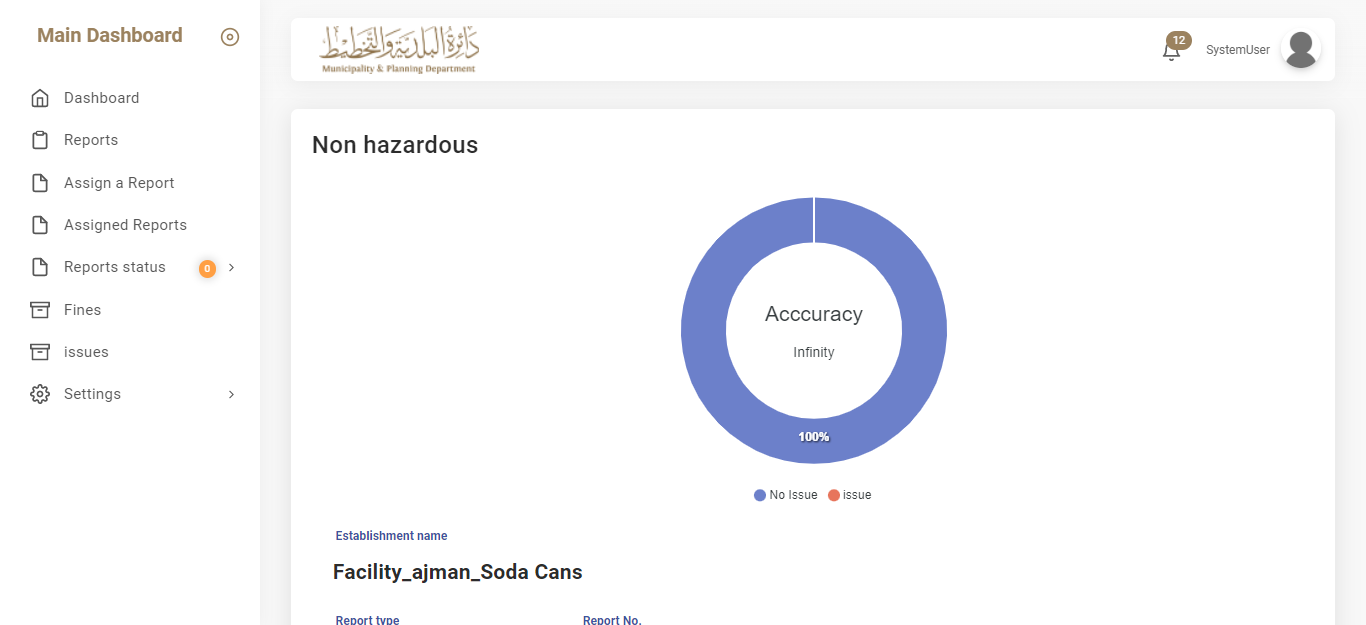 Main Dashboard
Dashboard
Reports
Assign a Report
Assigned Reports
Reports status 0
Fines
issues
Settings
دائرة البلدية والتخطيط
Municipality & Planning Department
12
SystemUser
Non hazardous
Acccuracy
Infinity
100%
No Issue issue
Establishment name
Facility_ajman_Soda Cans
Report type Report No.